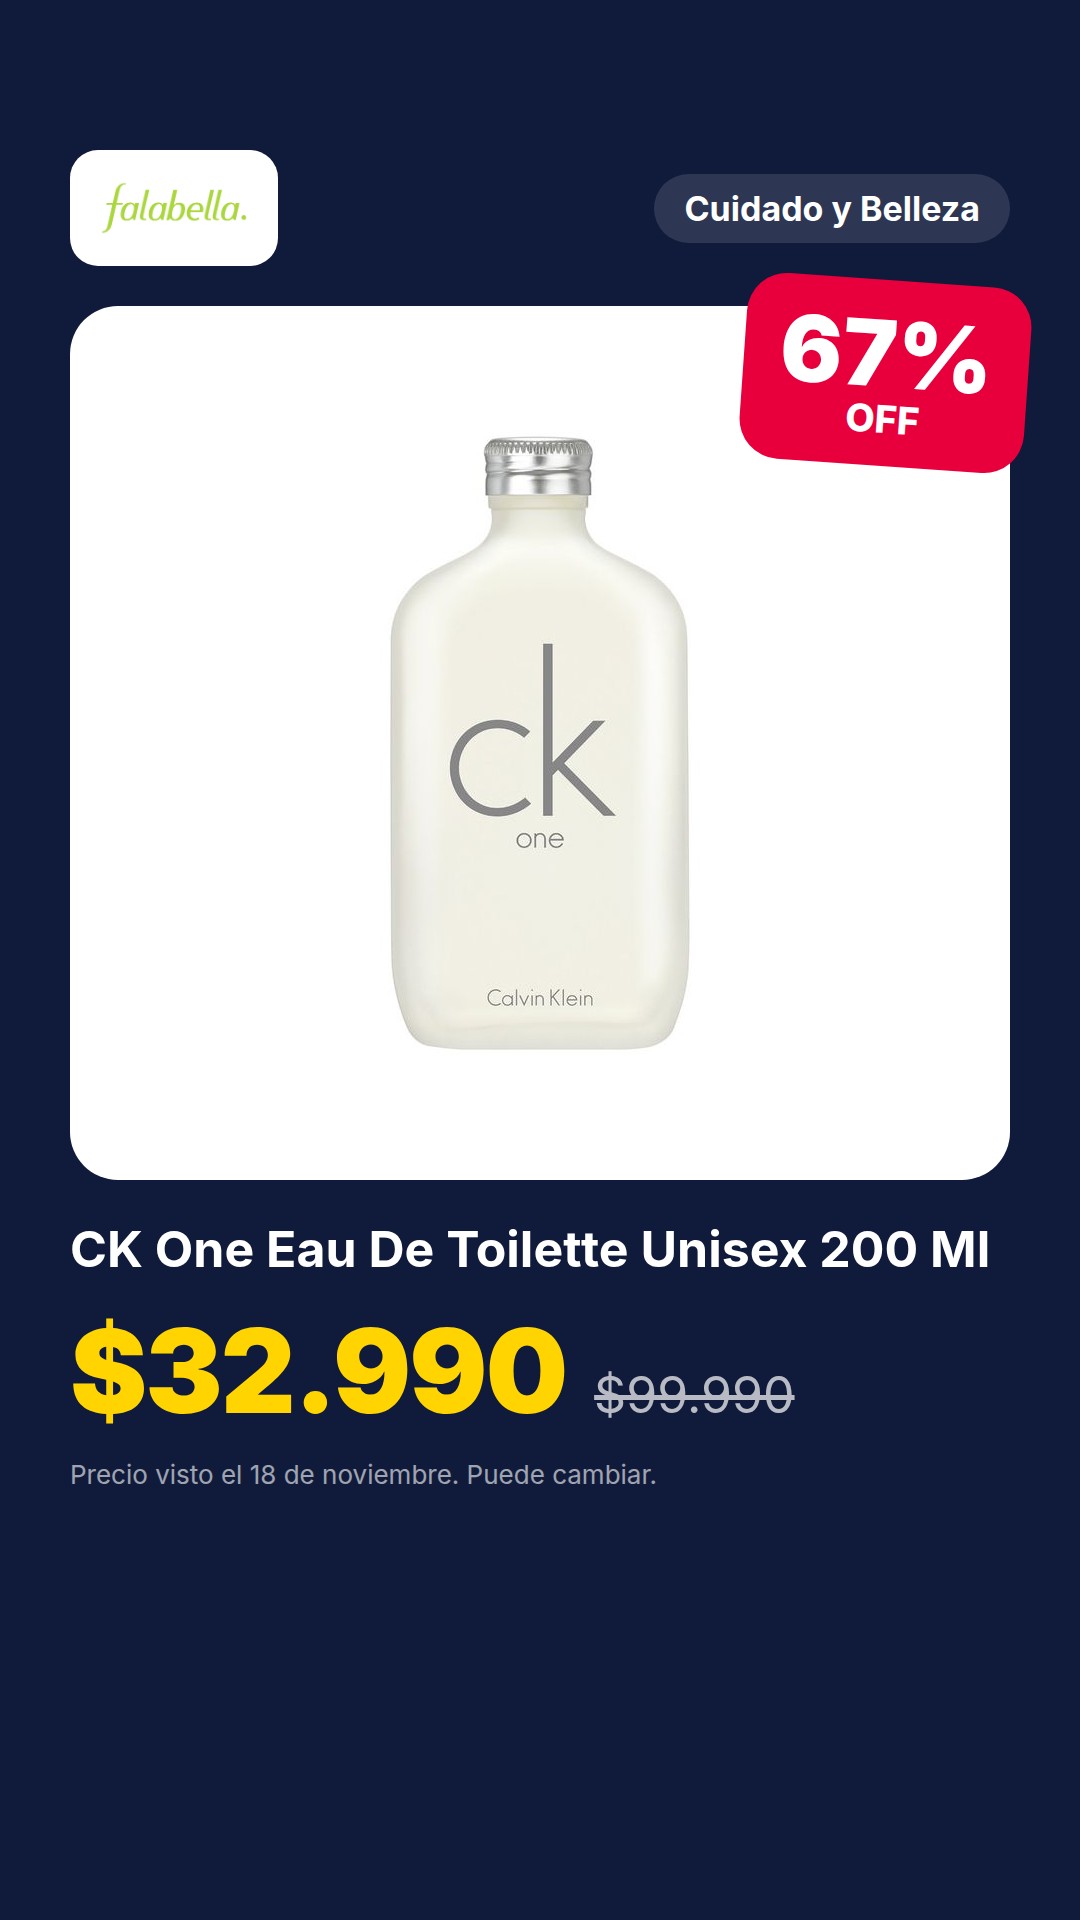 falabella.
Cuidado y Belleza
67%
OFF
ck
one
Calvin Klein
CK One Eau De Toilette Unisex 200 Ml
$32.990 $99.990
Precio visto el 18 de noviembre. Puede cambiar.